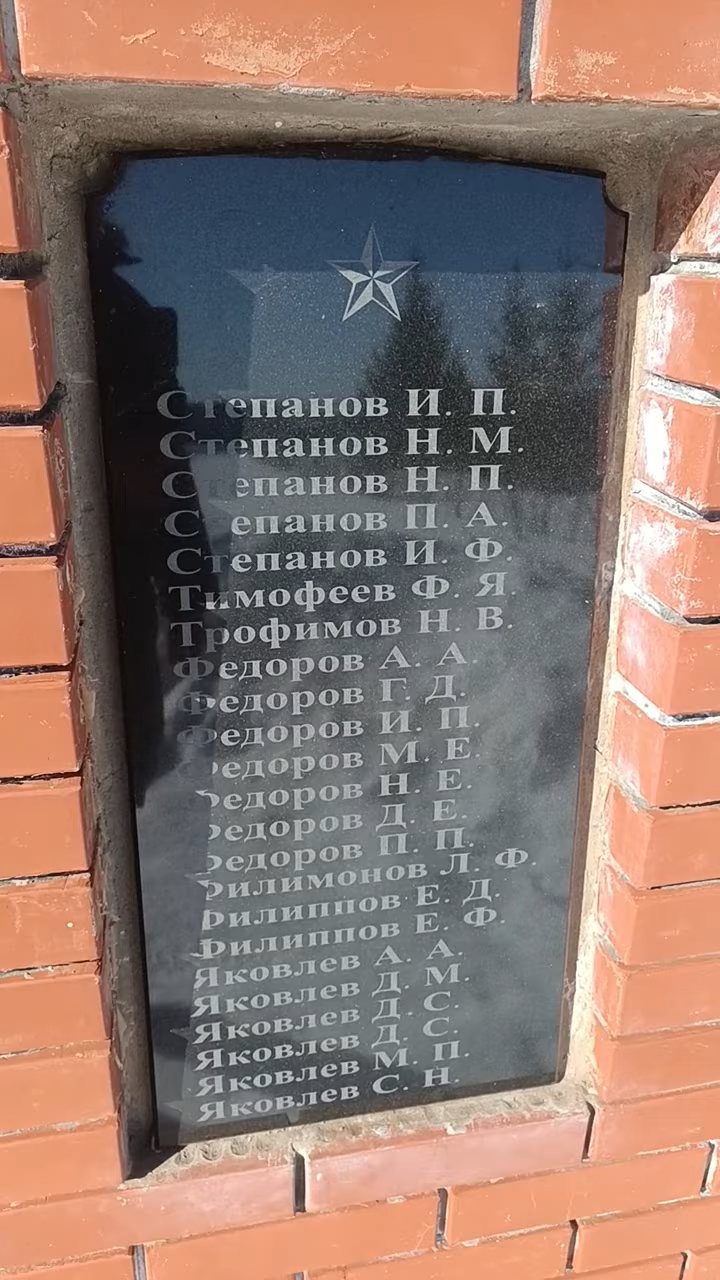 Степанов И. П.
Степанов Н. М.
Степанов Н. П.
Степанов П. А.
Степанов И. Ф.
Тимофеев Ф. Я.
Трофимов Н. В.
Федоров А. А.
Федоров Г. Д.
Федоров И. П.
Федоров М. Е.
Федоров Н. Е.
Федоров Д. Е.
Федоров П. П.
Филимонов Л. Ф.
Филиппов Е. Д.
Филиппов Е. Ф.
Яковлев А. А.
Яковлев Д. М.
Яковлев Д. С.
Яковлев Д. С.
Яковлев М. П.
Яковлев С. Н.